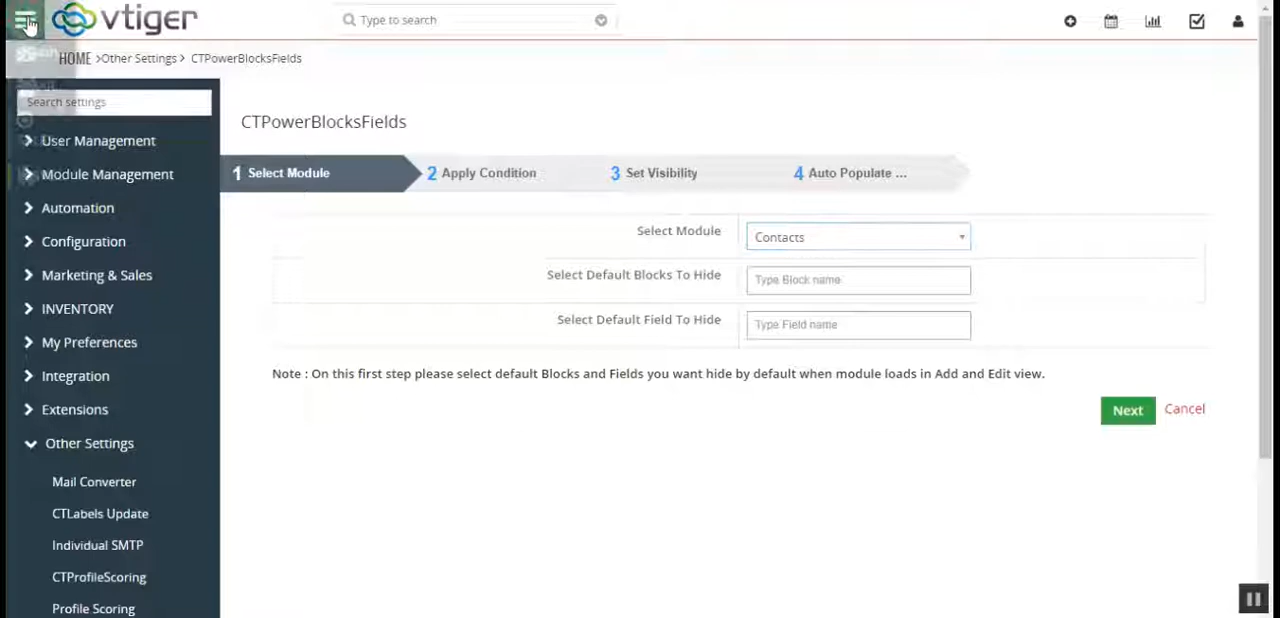 vtiger
Type to search
HOME >Other Settings> CTPowerBlocksFields
Search settings
User Management
Module Management
Automation
Configuration
Marketing & Sales
INVENTORY
My Preferences
Integration
Extensions
Other Settings
Mail Converter
CTLabels Update
Individual SMTP
CTProfileScoring
Profile Scoring
CTPowerBlocksFields
1 Select Module
2 Apply Condition
3 Set Visibility
4 Auto Populate ...
Select Module
Contacts
Select Default Blocks To Hide
Type Block name
Select Default Field To Hide
Type Field name
Note : On this first step please select default Blocks and Fields you want hide by default when module loads in Add and Edit view.
Next
Cancel